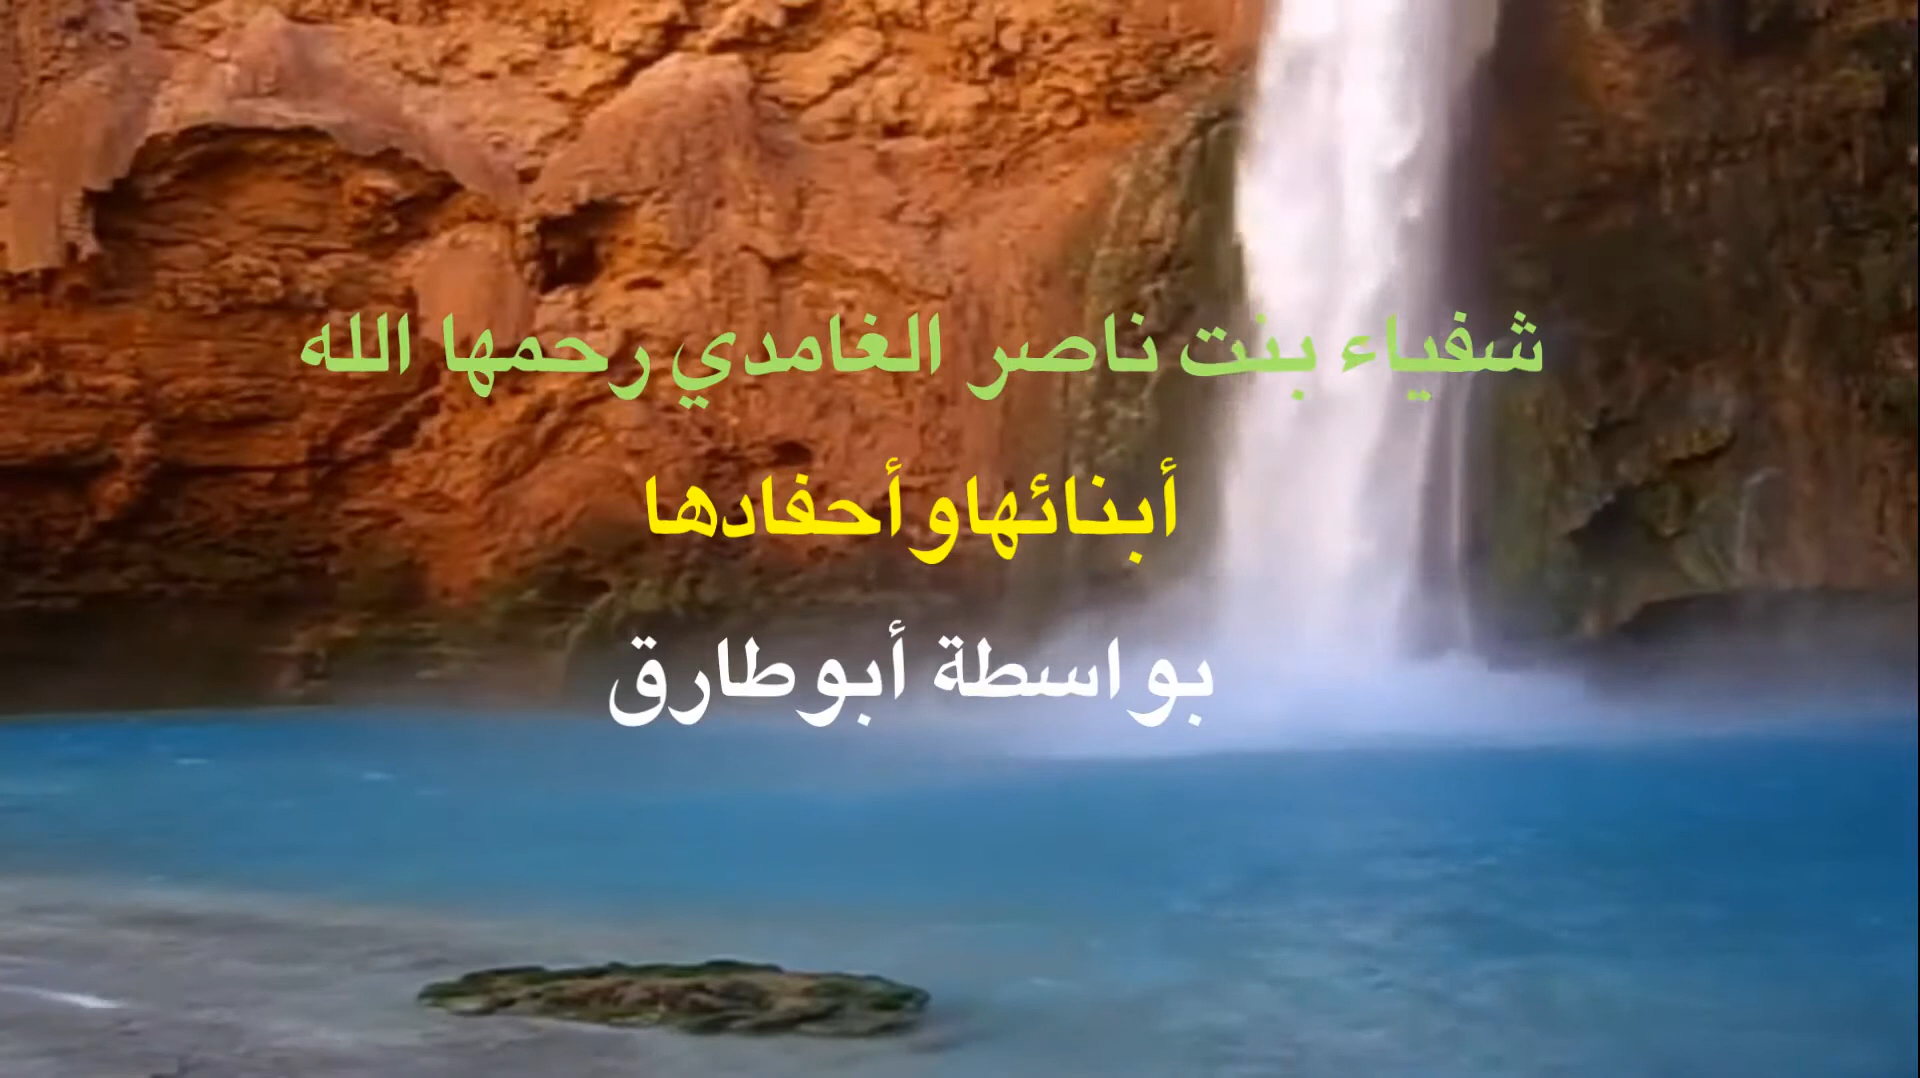 شفياء بنت ناصر الغامدي رحمها الله
أبنائهاوأحفادها
بواسطة أبوطارق